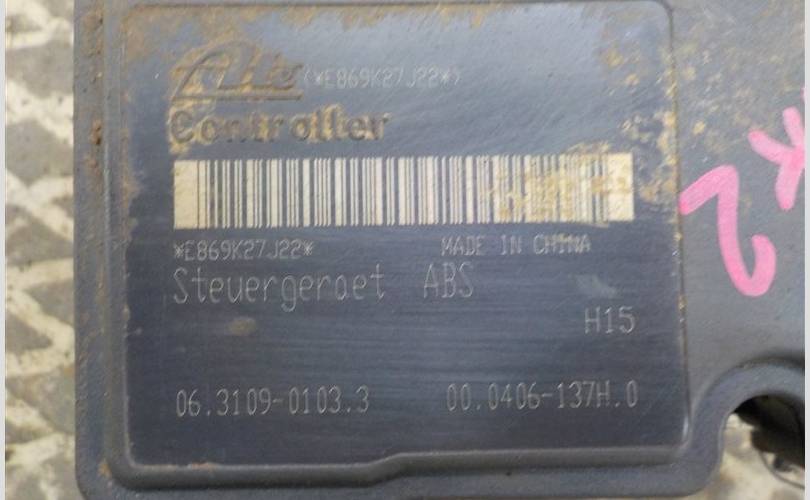 Ate (*E869K27J22*)
Controller
*E869K27J22* MADE IN CHINA
Steuergeraet ABS
H15
06.3109-0103.3 00.0406-137H.0